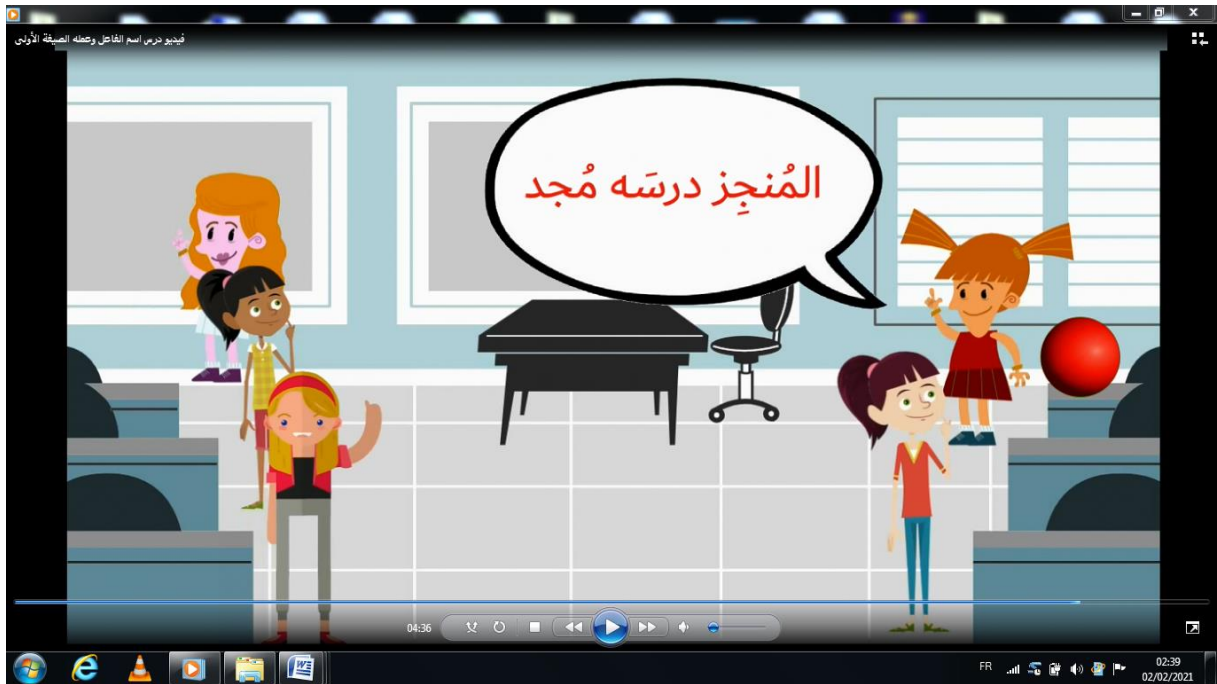 فيديو درس اسم الفاعل وعمله الصيغة الأولى
المُنجِز درسَه مُجد
04:36
FR
02:39
02/02/2021